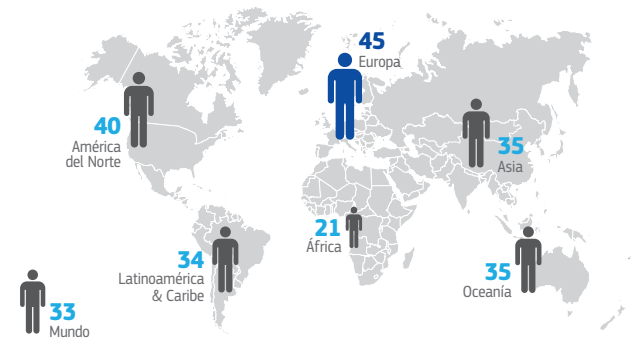 45
Europa
40
América
del Norte
35
Asia
21
África
34
Latinoamérica
& Caribe
35
Oceanía
33
Mundo